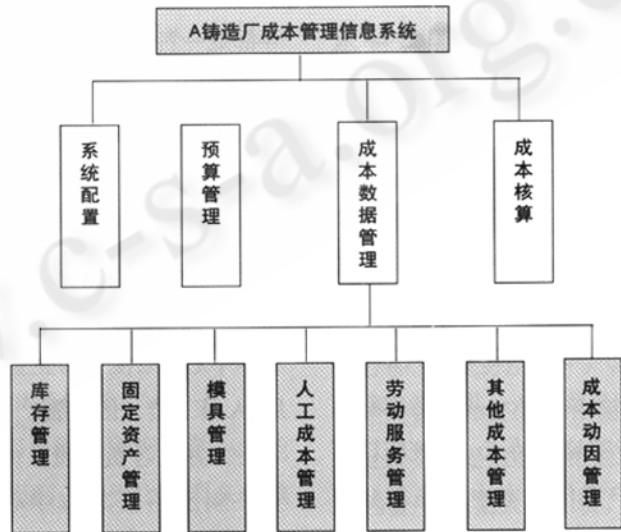 A铸造厂成本管理信息系统
系统配置
预算管理
成本数据管理
成本核算
库存管理
固定资产管理
模具管理
人工成本管理
劳动服务管理
其他成本管理
成本动因管理
.c-s-a.org.c